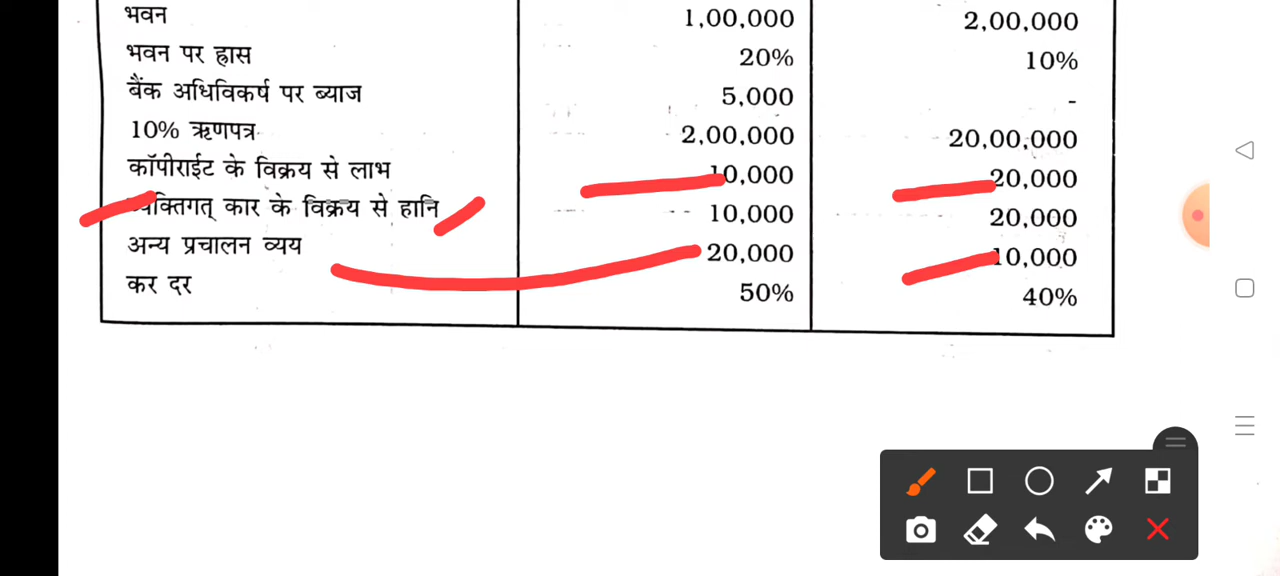 भवन 1,00,000 2,00,000
भवन पर ह्रास 20% 10%
बैंक अधिविकर्ष पर ब्याज 5,000 -
10% ऋणपत्र 2,00,000 20,00,000
कॉपीराईट के विक्रय से लाभ 10,000 20,000
व्यक्तिगत् कार के विक्रय से हानि 10,000 20,000
अन्य प्रचालन व्यय 20,000 10,000
कर दर 50% 40%